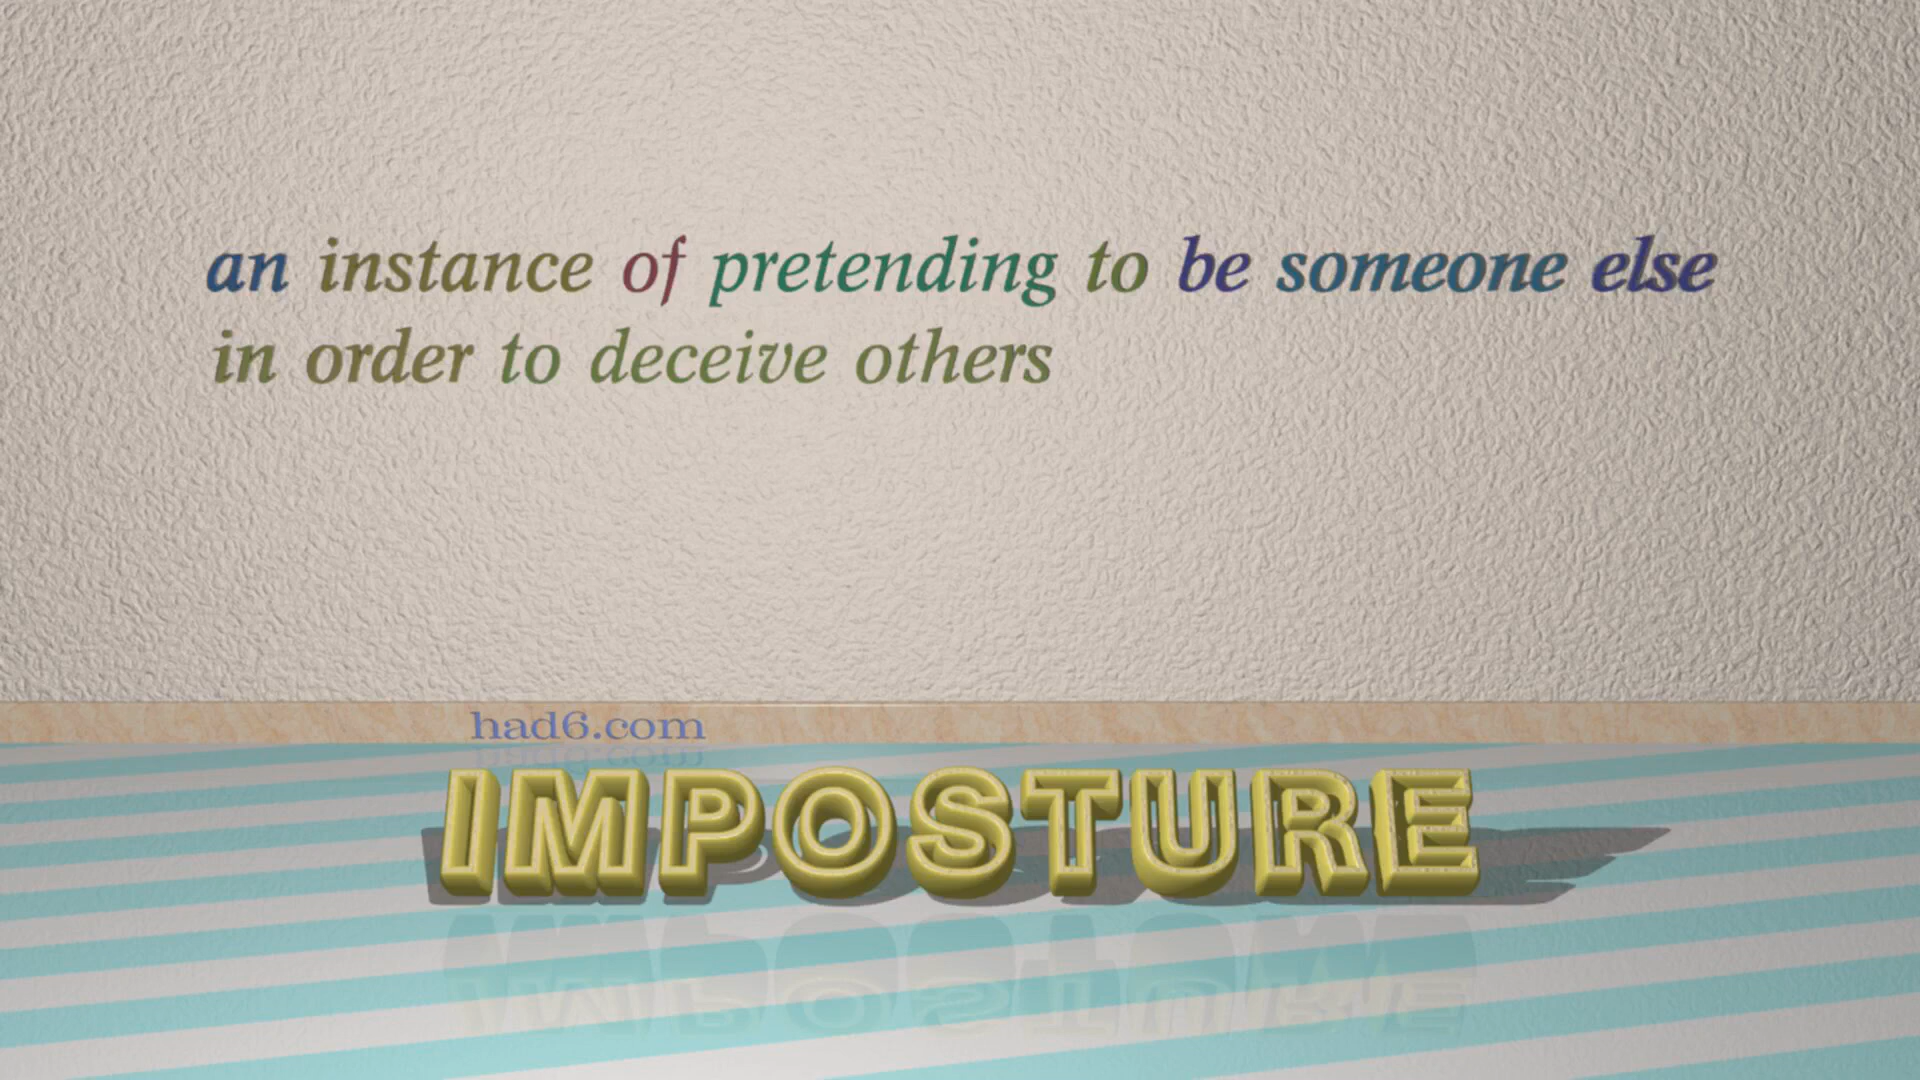 an instance of pretending to be someone else
in order to deceive others
had6.com
IMPOSTURE